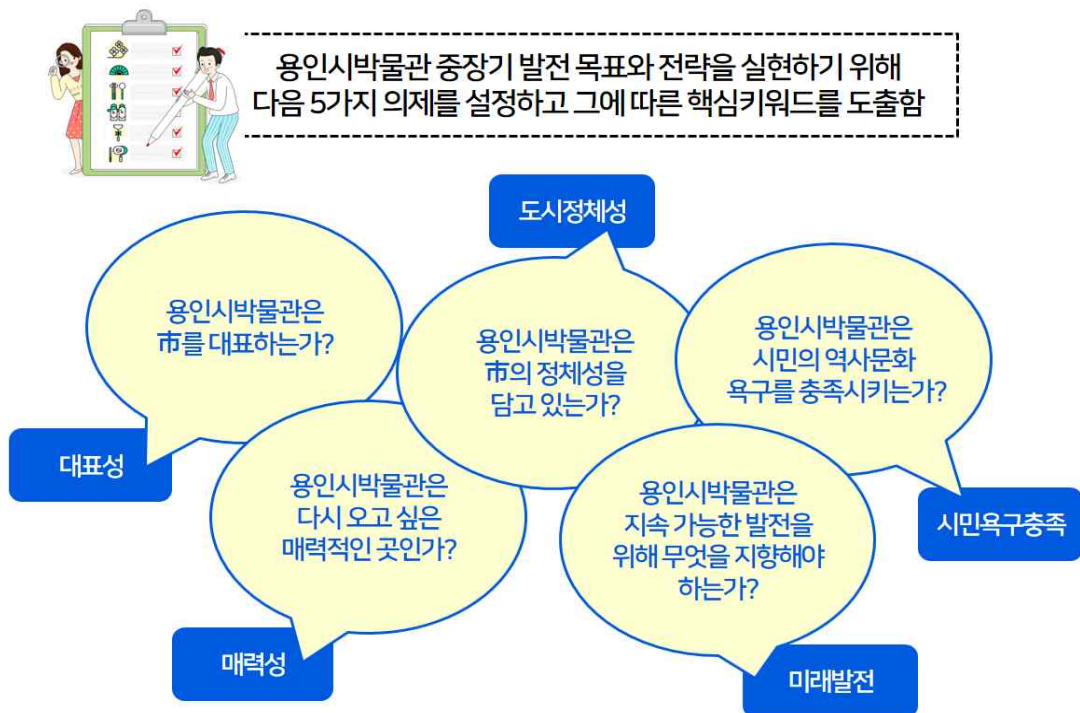 용인시박물관 중장기 발전 목표와 전략을 실현하기 위해
다음 5가지 의제를 설정하고 그에 따른 핵심키워드를 도출함
도시정체성
용인시박물관은
市를 대표하는가?
대표성
용인시박물관은
市의 정체성을
담고 있는가?
용인시박물관은
시민의 역사문화
욕구를 충족시키는가?
시민욕구충족
용인시박물관은
다시 오고 싶은
매력적인 곳인가?
매력성
용인시박물관은
지속 가능한 발전을
위해 무엇을 지향해야
하는가?
미래발전